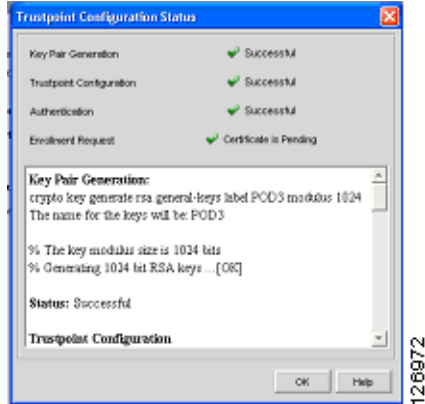 Trustpoint Configuration Status
Key Pair Generation Successful
Trustpoint Configuration Successful
Authentication Successful
Enrollment Request Certificate is Pending
Key Pair Generation:
crypto key generate rsa general-keys label POD3 modulus 1024
The name for the keys will be: POD3
% The key modulus size is 1024 bits
% Generating 1024 bit RSA keys ...[OK]
Status: Successful
Trustpoint Configuration
OK Help
126972